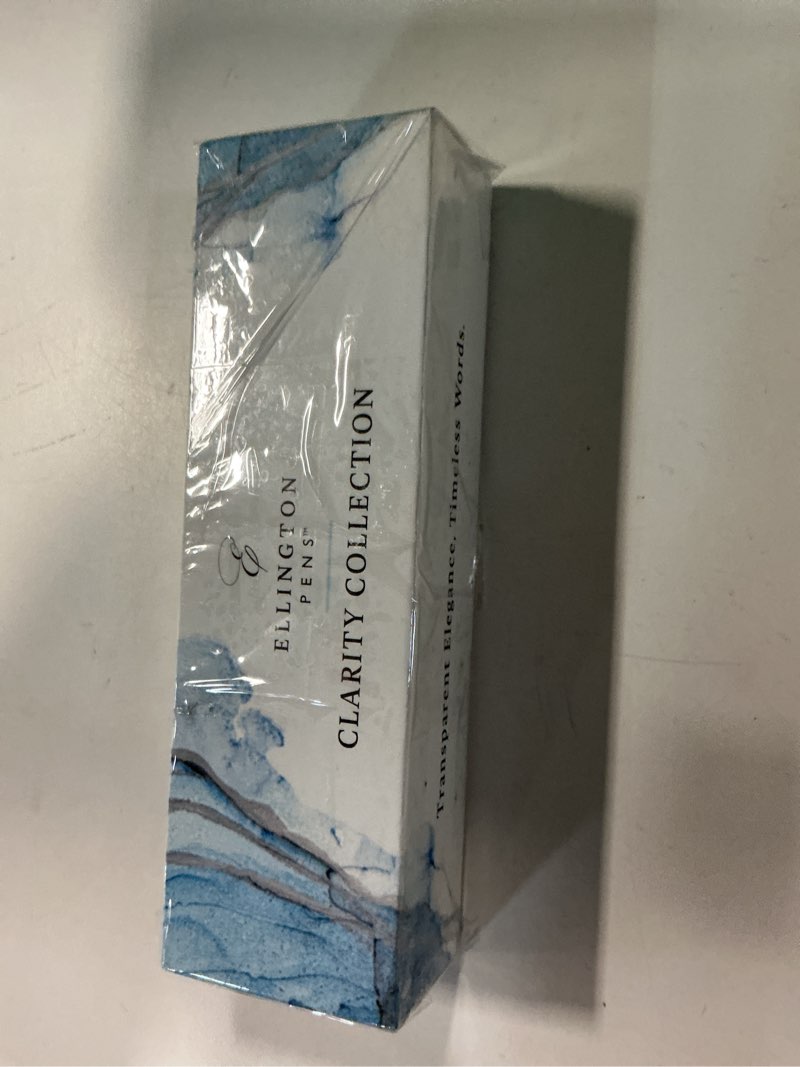 E
ELLINGTON
PENS™
CLARITY COLLECTION
Transparent Elegance. Timeless Words.